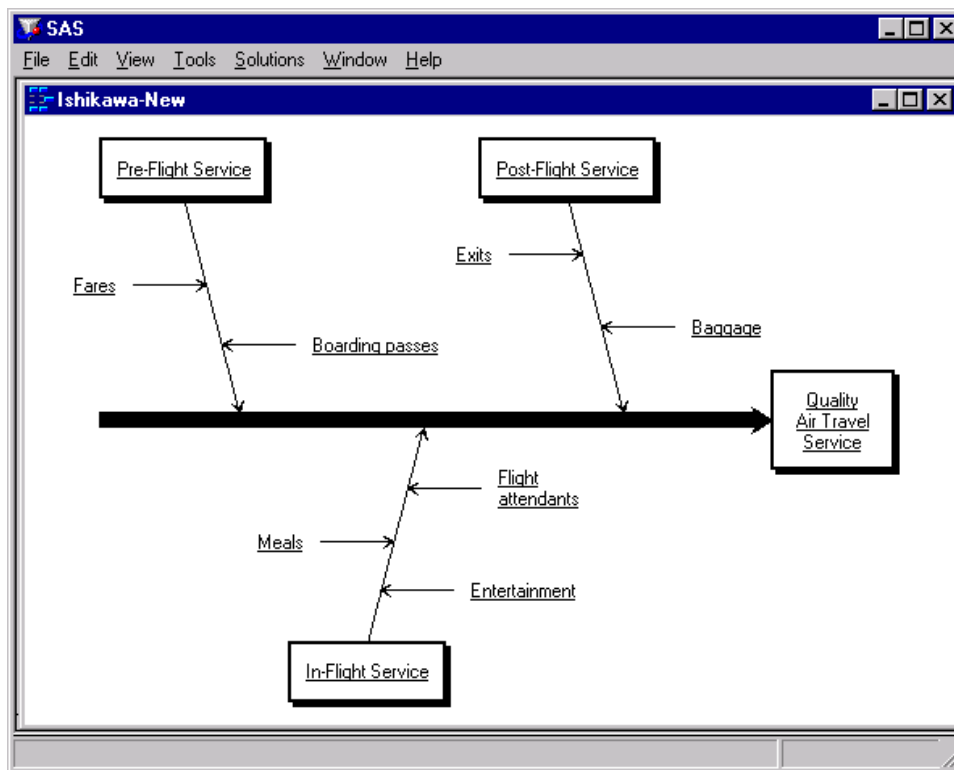 SAS
File Edit View Tools Solutions Window Help
Ishikawa-New
Pre-Flight Service
Post-Flight Service
Exits
Fares
Baggage
Boarding passes
Quality
Air Travel
Service
Flight
attendants
Meals
Entertainment
In-Flight Service